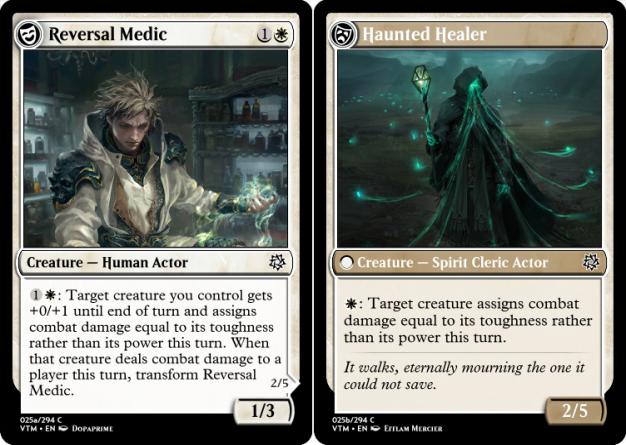 Reversal Medic 1
Creature — Human Actor
1 : Target creature you control gets
+0/+1 until end of turn and assigns
combat damage equal to its toughness
rather than its power this turn. When
that creature deals combat damage to a
player this turn, transform Reversal
Medic.
2/5
1/3
025a/294 C
VTM • EN Dopaprime
Haunted Healer
Creature — Spirit Cleric Actor
: Target creature assigns combat
damage equal to its toughness rather
than its power this turn.
It walks, eternally mourning the one it
could not save.
2/5
025b/294 C
VTM • EN Eftlam Mercier